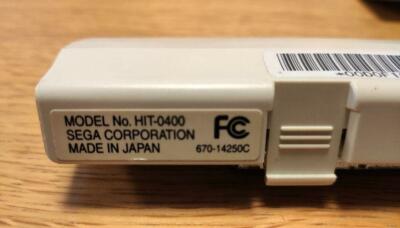 MODEL No. HIT-0400
SEGA CORPORATION
MADE IN JAPAN
FC
670-14250C